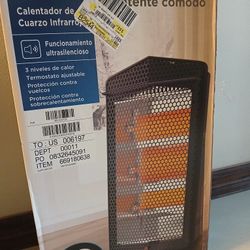 Calentador de
Cuarzo Infrarrojo
tente cómodo
Funcionamiento
ultrasilencioso
3 niveles de calor
Termostato ajustable
Protección contra
vuelcos
Protección contra
sobrecalentamiento
TO: US 006197
DEPT 00011
PO 0832645091
ITEM 669180638